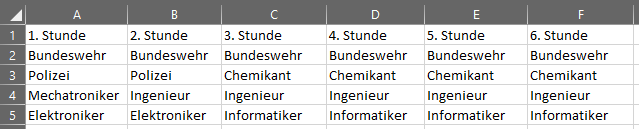 A B C D E F
1 1. Stunde 2. Stunde 3. Stunde 4. Stunde 5. Stunde 6. Stunde
2 Bundeswehr Bundeswehr Bundeswehr Bundeswehr Bundeswehr Bundeswehr
3 Polizei Polizei Chemikant Chemikant Chemikant Chemikant
4 Mechatroniker Ingenieur Ingenieur Ingenieur Ingenieur Ingenieur
5 Elektroniker Elektroniker Informatiker Informatiker Informatiker Informatiker